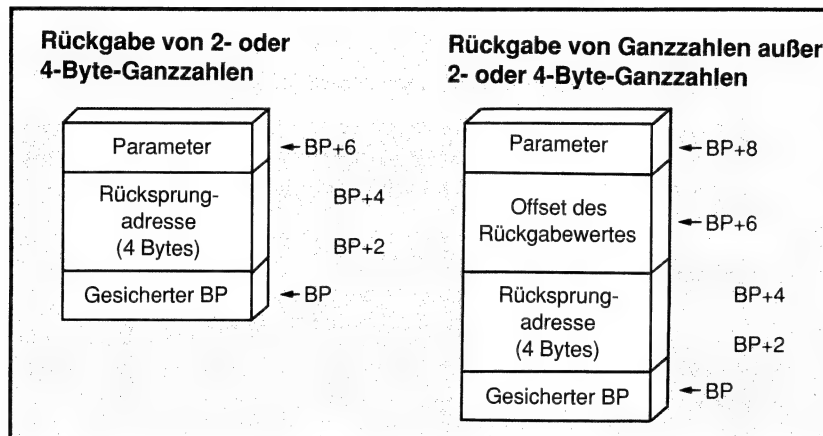 Rückgabe von 2- oder
4-Byte-Ganzzahlen
Parameter
BP+6
Rücksprung-
adresse
(4 Bytes)
BP+4
BP+2
Gesicherter BP
BP
Rückgabe von Ganzzahlen außer
2- oder 4-Byte-Ganzzahlen
Parameter
BP+8
Offset des
Rückgabewertes
BP+6
Rücksprung-
adresse
(4 Bytes)
BP+4
BP+2
Gesicherter BP
BP